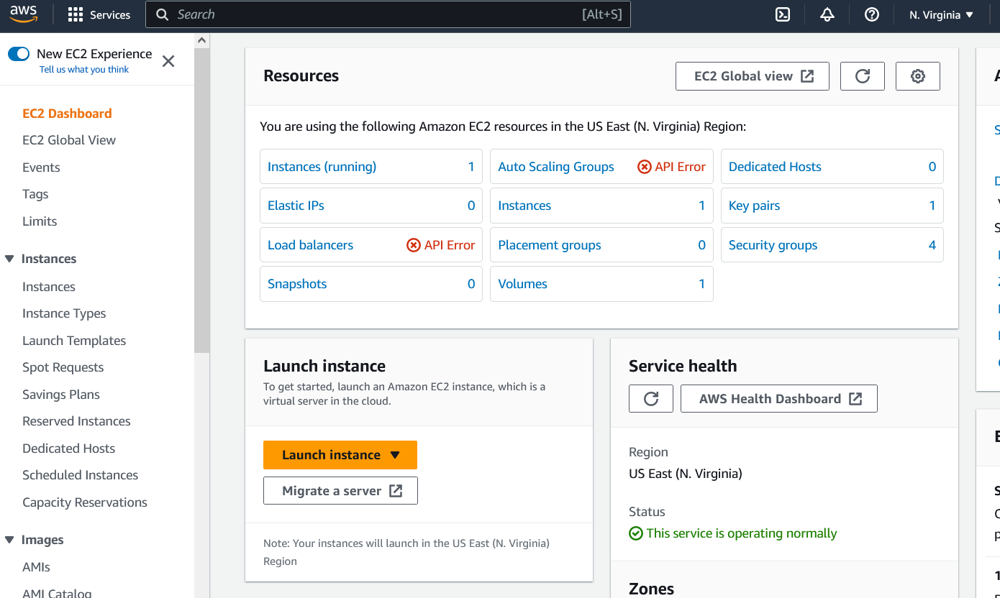 aws
Services
Search
[Alt+S]
N. Virginia
New EC2 Experience
Tell us what you think
EC2 Dashboard
EC2 Global View
Events
Tags
Limits
Instances
Instances
Instance Types
Launch Templates
Spot Requests
Savings Plans
Reserved Instances
Dedicated Hosts
Scheduled Instances
Capacity Reservations
Images
AMIs
AMI Catalog
Resources
EC2 Global view
You are using the following Amazon EC2 resources in the US East (N. Virginia) Region:
Instances (running) 1
Auto Scaling Groups API Error
Dedicated Hosts 0
Elastic IPs 0
Instances 1
Key pairs 1
Load balancers API Error
Placement groups 0
Security groups 4
Snapshots 0
Volumes 1
Launch instance
To get started, launch an Amazon EC2 instance, which is a
virtual server in the cloud.
Launch instance
Migrate a server
Note: Your instances will launch in the US East (N. Virginia)
Region
Service health
AWS Health Dashboard
Region
US East (N. Virginia)
Status
This service is operating normally
Zones